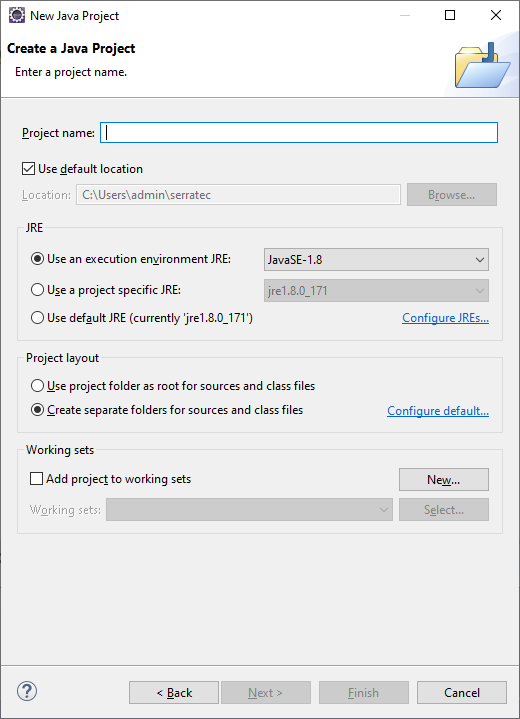 New Java Project
Create a Java Project
Enter a project name.
Project name:
Use default location
Location: C:\Users\admin\serratec Browse...
JRE
Use an execution environment JRE: JavaSE-1.8
Use a project specific JRE: jre1.8.0_171
Use default JRE (currently 'jre1.8.0_171') Configure JREs...
Project layout
Use project folder as root for sources and class files
Create separate folders for sources and class files Configure default...
Working sets
Add project to working sets New...
Working sets: Select...
? < Back Next > Finish Cancel